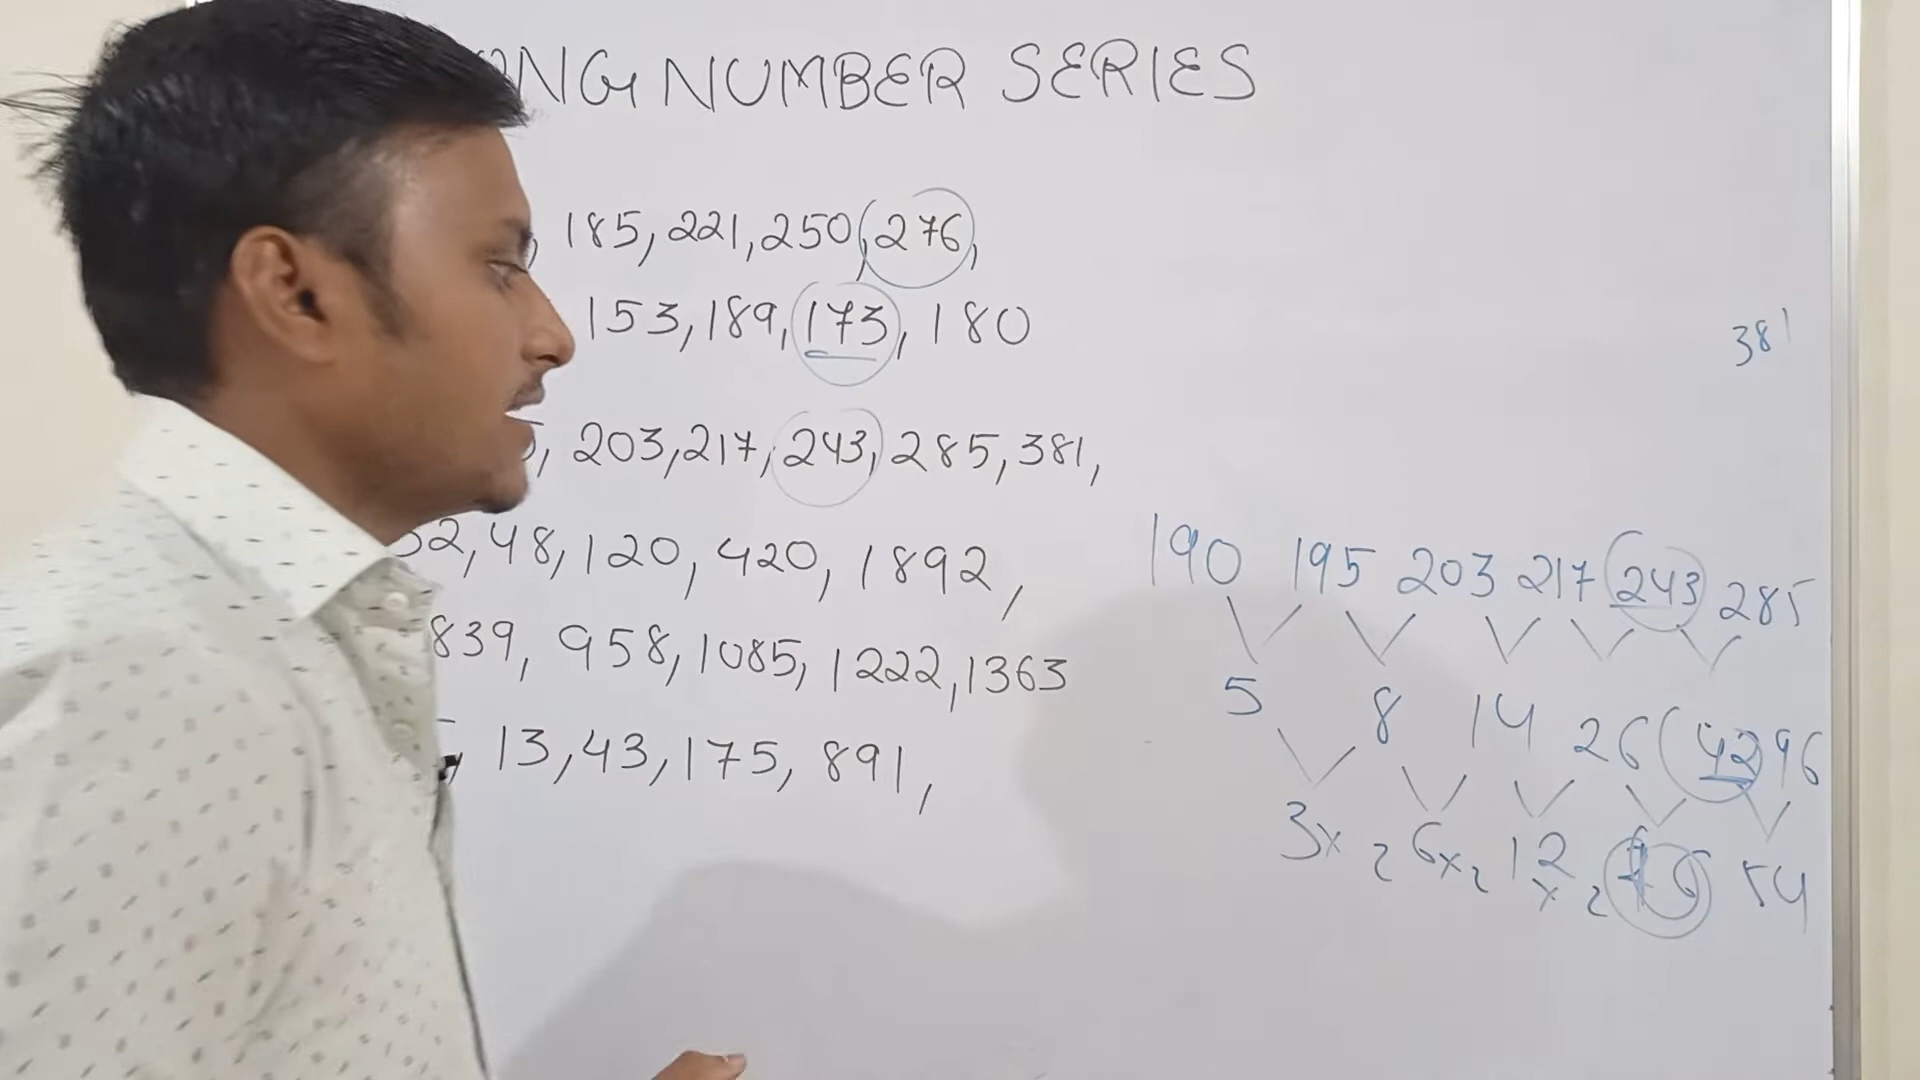 NG NUMBER SERIES
, 185, 221, 250, 276,
153, 189, 173, 180
381
, 203, 217, 243, 285, 381,
32, 48, 120, 420, 1892,
190 195 203 217 243 285
839, 958, 1085, 1222, 1363
5 8 14 26 42 96
, 13, 43, 175, 891,
3x2 6x2 12x2 54